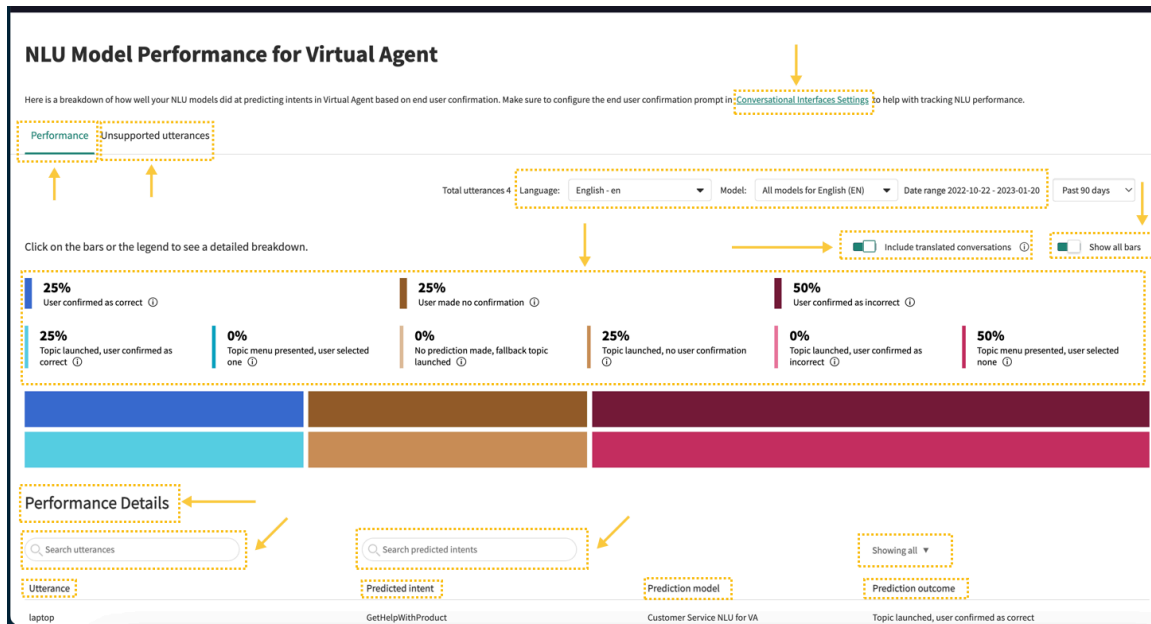 NLU Model Performance for Virtual Agent
Here is a breakdown of how well your NLU models did at predicting intents in Virtual Agent based on end user confirmation. Make sure to configure the end user confirmation prompt in Conversational Interfaces Settings to help with tracking NLU performance.
Performance Unsupported utterances
Total utterances 4 Language: English - en Model: All models for English (EN) Date range 2022-10-22 - 2023-01-20 Past 90 days
Click on the bars or the legend to see a detailed breakdown. Include translated conversations Show all bars
25%
User confirmed as correct
25%
User made no confirmation
50%
User confirmed as incorrect
25%
Topic launched, user confirmed as
correct
0%
Topic menu presented, user selected
one
0%
No prediction made, fallback topic
launched
25%
Topic launched, no user confirmation
0%
Topic launched, user confirmed as
incorrect
50%
Topic menu presented, user selected
none
Performance Details
Search utterances Search predicted intents Showing all
Utterance Predicted intent Prediction model Prediction outcome
laptop GetHelpWithProduct Customer Service NLU for VA Topic launched, user confirmed as correct